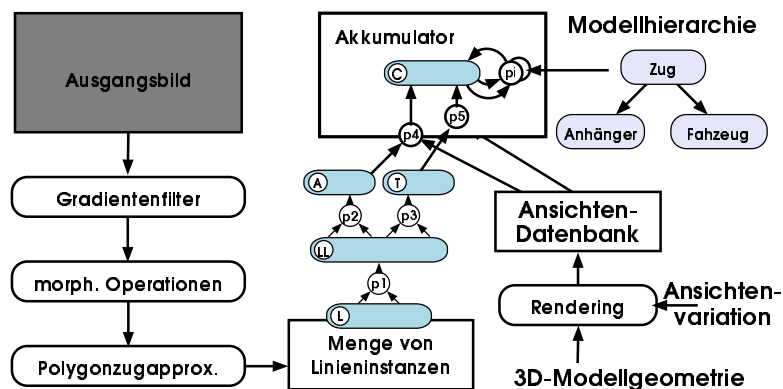 Ausgangsbild
Gradientenfilter
morph. Operationen
Polygonzugapprox.
Akkumulator
C
pi
p5
p4
A
T
p2
p3
LL
p1
L
Menge von
Linieninstanzen
Modellhierarchie
Zug
Anhänger
Fahzeug
Ansichten-
Datenbank
Rendering
Ansichten-
variation
3D-Modellgeometrie